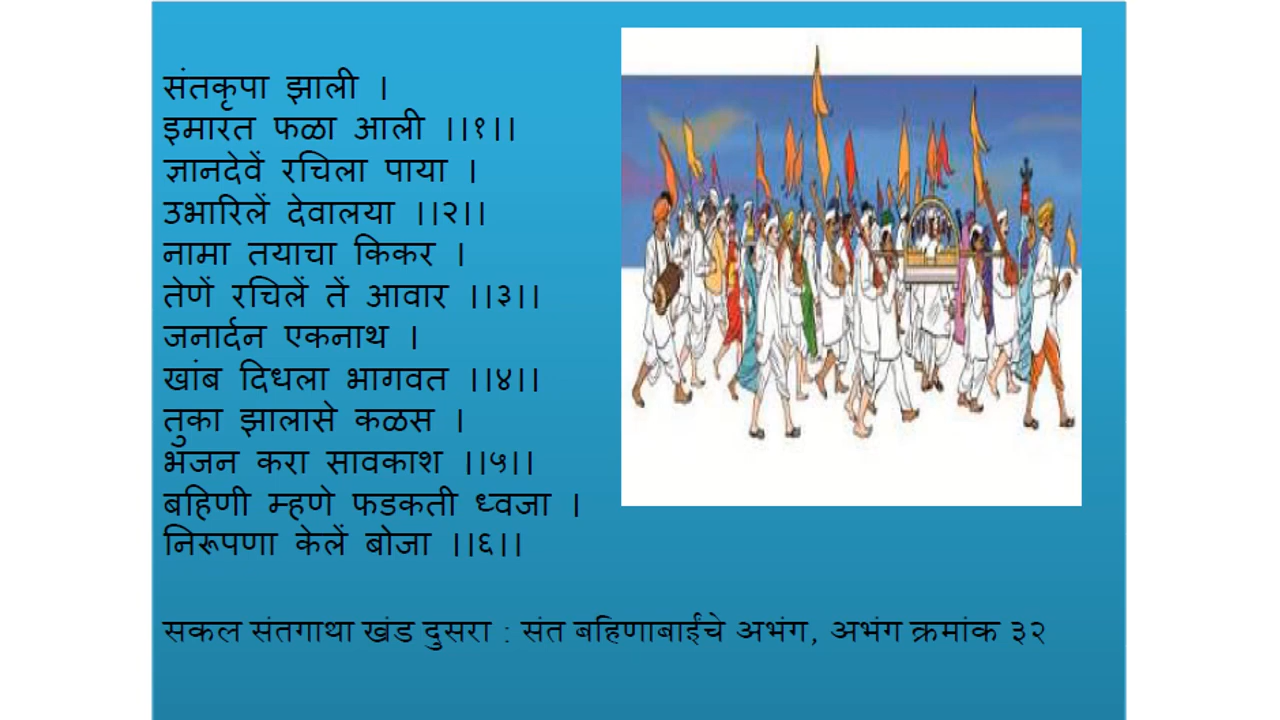 संतकृपा झाली ।
इमारत फळा आली ।।१।।
ज्ञानदेवें रचिला पाया ।
उभारिलें देवालया ।।२।।
नामा तयाचा किकर ।
तेणें रचिलें तें आवार ।।३।।
जनार्दन एकनाथ ।
खांब दिधला भागवत ।।४।।
तुका झालासे कळस ।
भजन करा सावकाश ।।५।।
बहिणी म्हणे फडकती ध्वजा ।
निरूपणा केलें बोजा ।।६।।
सकल संतगाथा खंड दुसरा : संत बहिणाबाईंचे अभंग, अभंग क्रमांक ३२